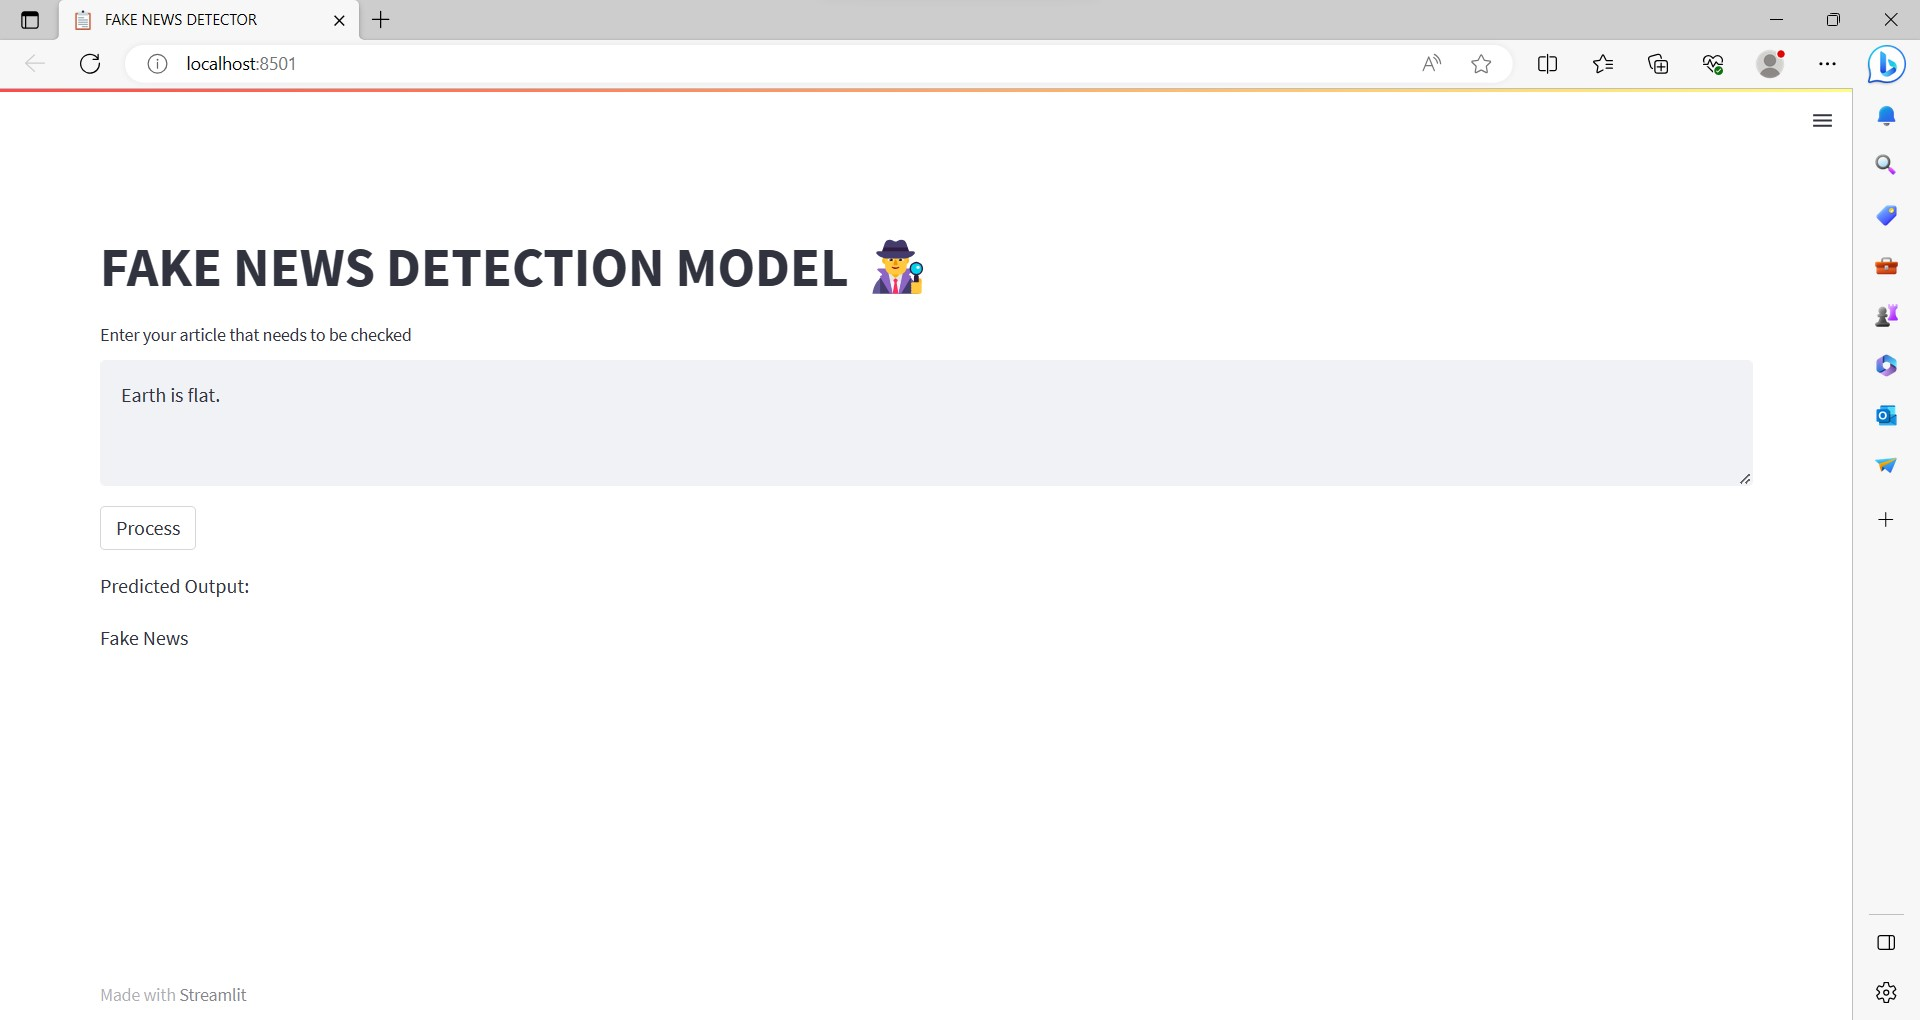 FAKE NEWS DETECTOR
localhost:8501
FAKE NEWS DETECTION MODEL
Enter your article that needs to be checked
Earth is flat.
Process
Predicted Output:
Fake News
Made with Streamlit